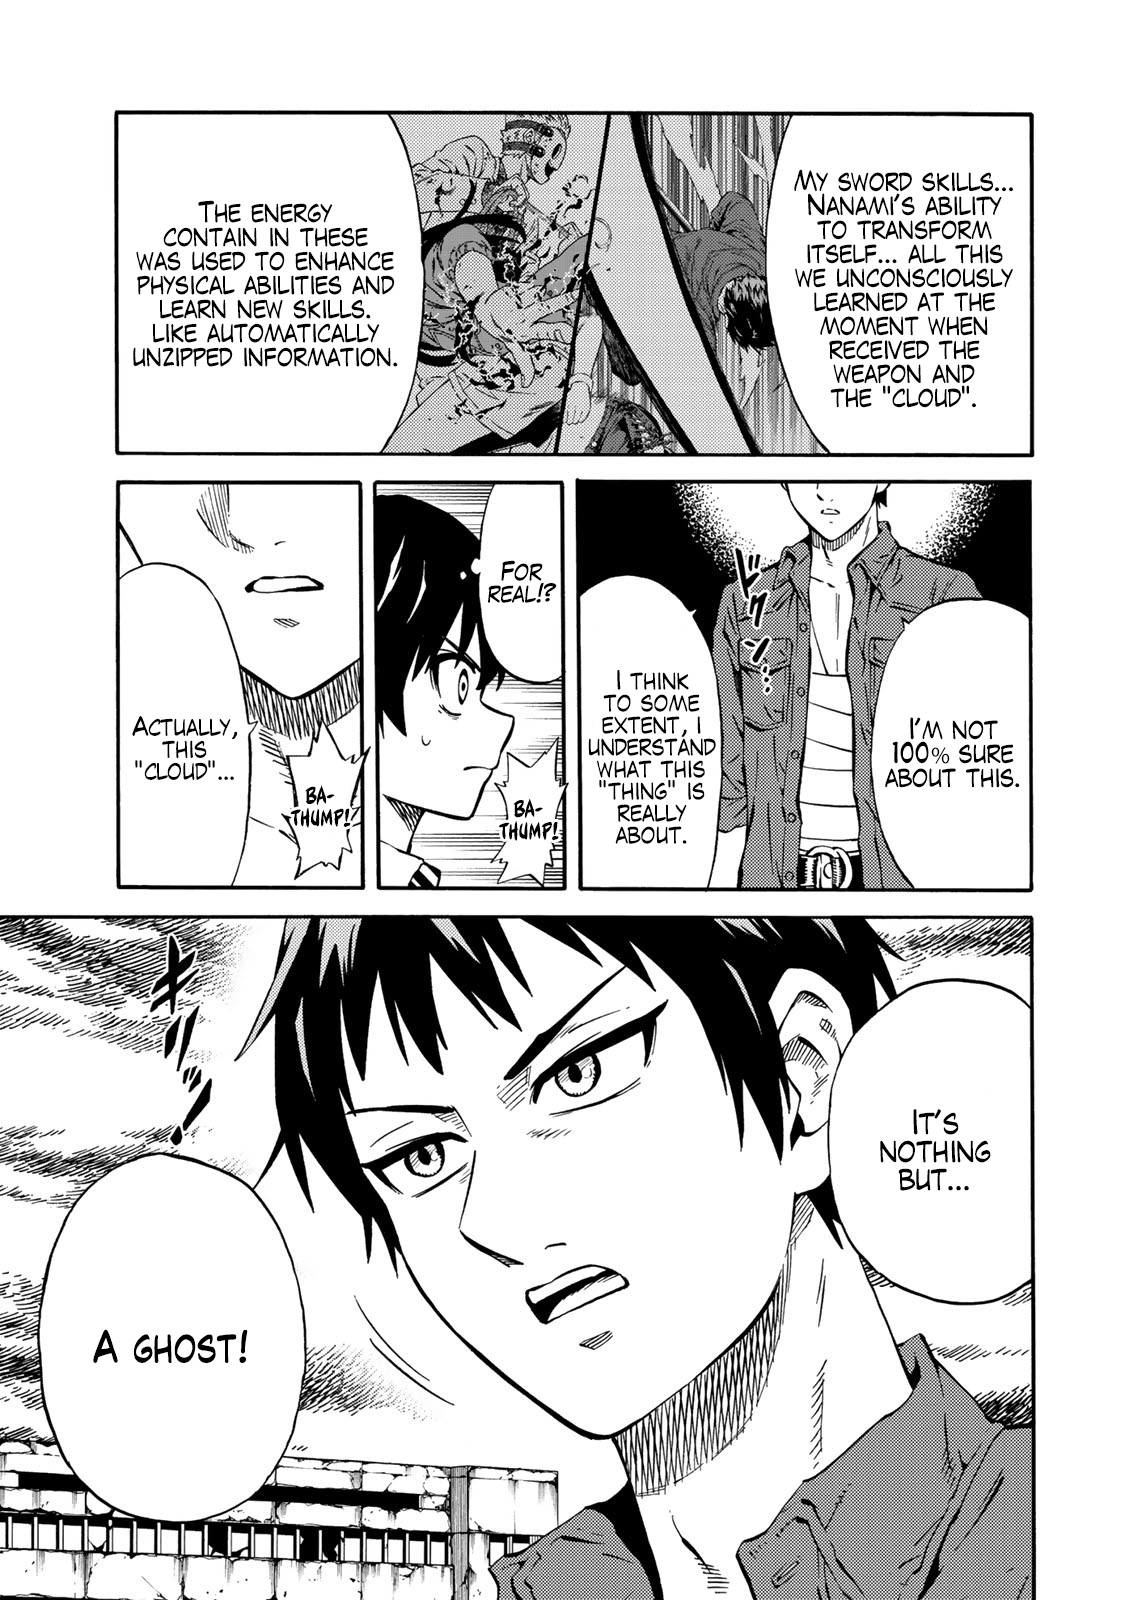 MY SWORD SKILLS...
NANAMI'S ABILITY
TO TRANSFORM
ITSELF... ALL THIS
WE UNCONSCIOUSLY
LEARNED AT THE
MOMENT WHEN
RECEIVED THE
WEAPON AND
THE "CLOUD".
THE ENERGY
CONTAIN IN THESE
WAS USED TO ENHANCE
PHYSICAL ABILITIES AND
LEARN NEW SKILLS.
LIKE AUTOMATICALLY
UNZIPPED INFORMATION.
I'M NOT
100% SURE
ABOUT THIS.
ドクン
I THINK
TO SOME
EXTENT, I
UNDERSTAND
WHAT THIS
"THING" IS
REALLY
ABOUT.
FOR
REAL!?
BA-
THUMP!
ACTUALLY,
THIS
"CLOUD"...
BA-
THUMP!
IT'S
NOTHING
BUT...
A GHOST!